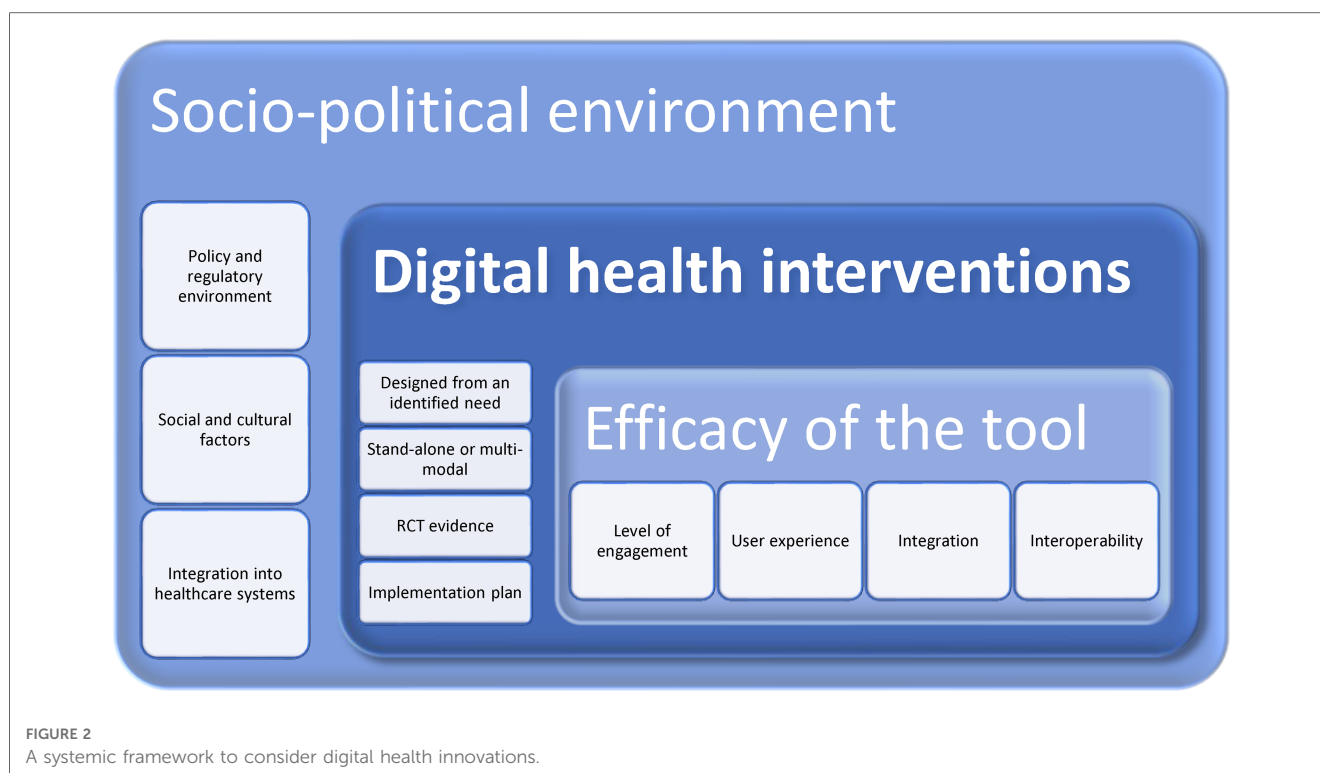 Socio-political environment
Policy and
regulatory
environment
Social and cultural
factors
Integration into
healthcare systems
Digital health interventions
Designed from an
identified need
Stand-alone or multi-
modal
RCT evidence
Implementation plan
Efficacy of the tool
Level of
engagement
User experience
Integration
Interoperability
FIGURE 2
A systemic framework to consider digital health innovations.